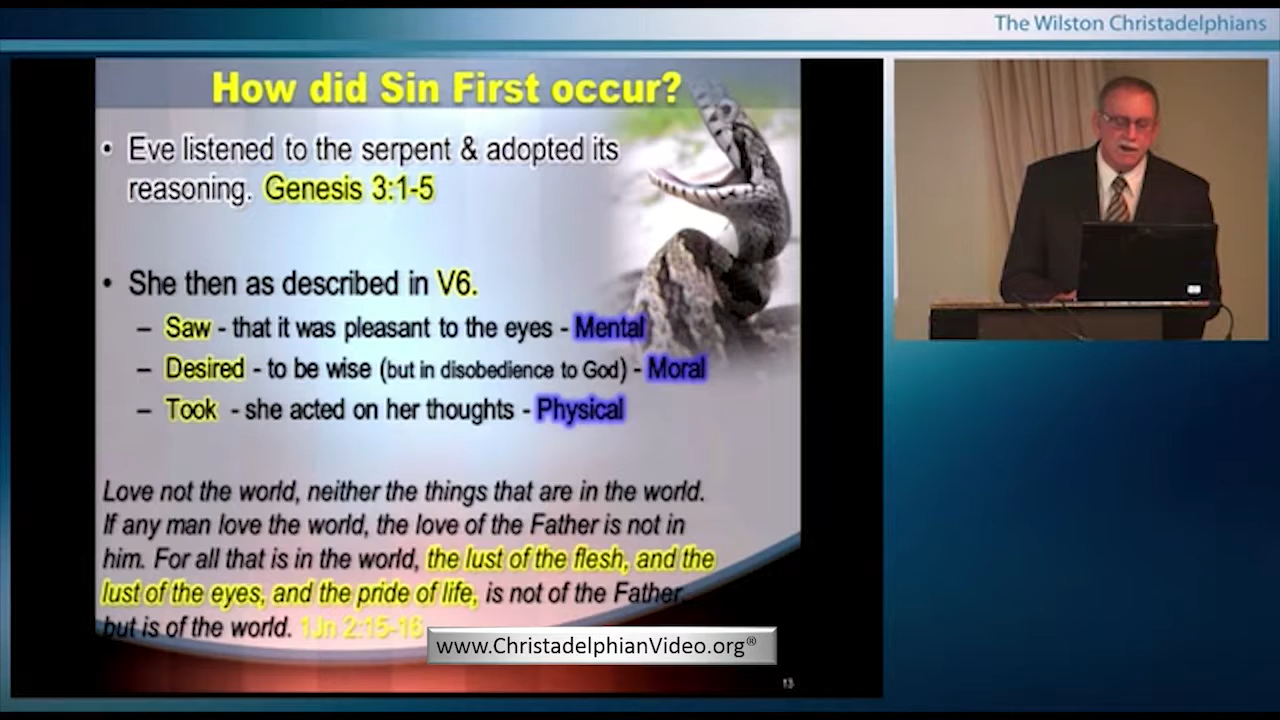 The Wilston Christadelphians
How did Sin First occur?
• Eve listened to the serpent & adopted its
reasoning. Genesis 3:1-5
• She then as described in V6.
– Saw - that it was pleasant to the eyes - Mental
– Desired - to be wise (but in disobedience to God) - Moral
– Took - she acted on her thoughts - Physical
Love not the world, neither the things that are in the world.
If any man love the world, the love of the Father is not in
him. For all that is in the world, the lust of the flesh, and the
lust of the eyes, and the pride of life, is not of the Father,
but is of the world. 1Jn 2:15-16
www.ChristadelphianVideo.org®
13